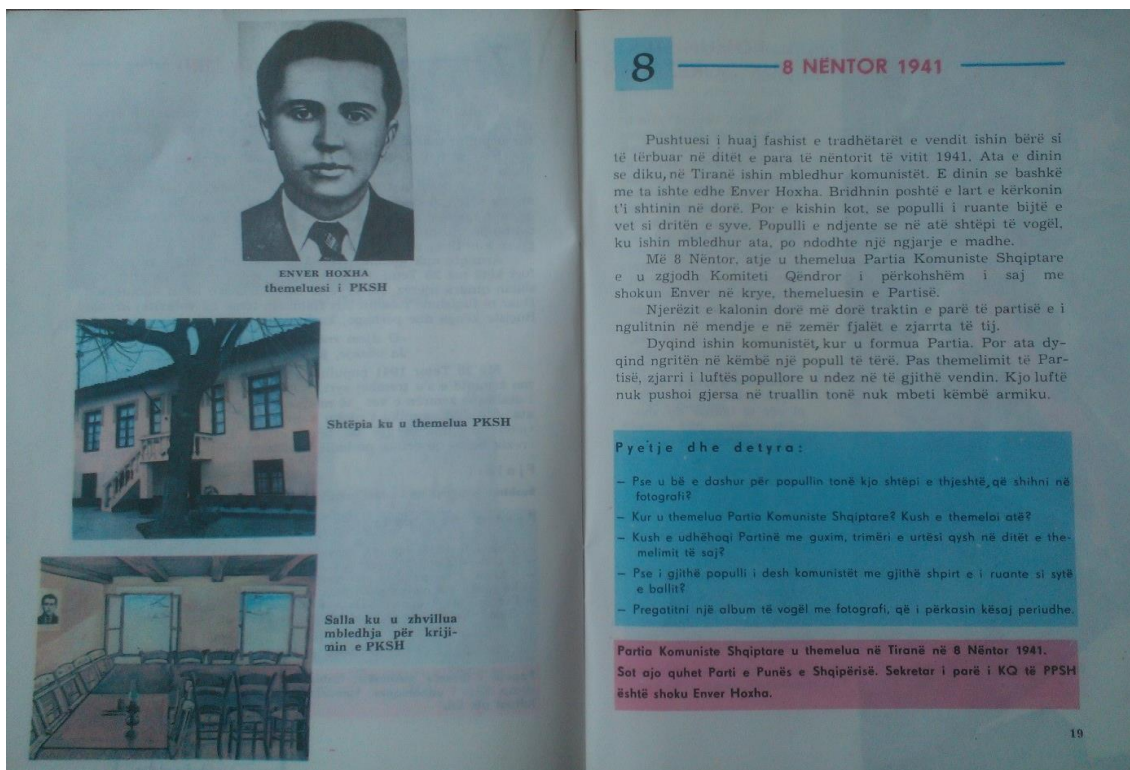 ENVER HOXHA
themeluesi i PKSH
Shtëpia ku u themelua PKSH
Salla ku u zhvillua
mbledhja për kriji-
min e PKSH
8
8 NËNTOR 1941
Pushtuesi i huaj fashist e tradhëtarët e vendit ishin bërë si
të tërbuar në ditët e para të nëntorit të vitit 1941. Ata e dinin
se diku, në Tiranë ishin mbledhur komunistët. E dinin se bashkë
me ta ishte edhe Enver Hoxha. Bridhnin poshtë e lart e kërkonin
t'i shtinin në dorë. Por e kishin kot, se populli i ruante bijtë e
vet si dritën e syve. Populli e ndjente se në atë shtëpi të vogël,
ku ishin mbledhur ata, po ndodhte një ngjarje e madhe.
Më 8 Nëntor, atje u themelua Partia Komuniste Shqiptare
e u zgjodh Komiteti Qëndror i përkohshëm i saj me
shokun Enver në krye, themeluesin e Partisë.
Njerëzit e kalonin dorë më dorë traktin e parë të partisë e i
ngulitnin në mendje e në zemër fjalët e zjarrta të tij.
Dyqind ishin komunistët, kur u formua Partia. Por ata dy-
qind ngritën në këmbë një popull të tërë. Pas themelimit të Par-
tisë, zjarri i luftës popullore u ndez në të gjithë vendin. Kjo luftë
nuk pushoi gjersa në truallin tonë nuk mbeti këmbë armiku.
Pyetje dhe detyra:
— Pse u bë e dashur për popullin tonë kjo shtëpi e thjeshtë, që shihni në
fotografi?
— Kur u themelua Partia Komuniste Shqiptare? Kush e themeloi atë?
— Kush e udhëhoqi Partinë me guxim, trimëri e urtësi qysh në ditët e the-
melimit të saj?
— Pse i gjithë populli i desh komunistët me gjithë shpirt e i ruante si sytë
e ballit?
— Pregatitni një album të vogël me fotografi, që i përkasin kësaj periudhe.
Partia Komuniste Shqiptare u themelua në Tiranë në 8 Nëntor 1941.
Sot ajo quhet Parti e Punës e Shqipërisë. Sekretar i parë i KQ të PPSH
është shoku Enver Hoxha.
19